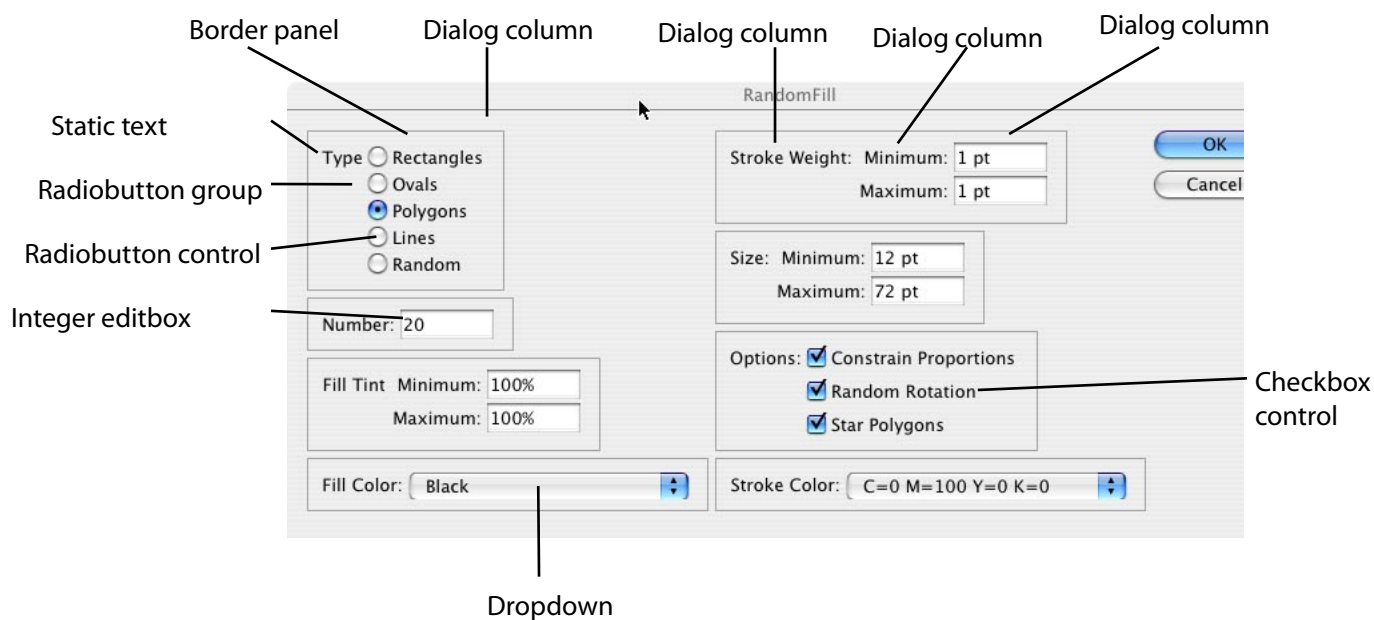 Border panel
Dialog column
Dialog column
Dialog column
Dialog column
Static text
Radiobutton group
Radiobutton control
Integer editbox
RandomFill
Type Rectangles
Ovals
Polygons
Lines
Random
Number: 20
Fill Tint Minimum: 100%
Maximum: 100%
Fill Color: Black
Stroke Weight: Minimum: 1 pt
Maximum: 1 pt
Size: Minimum: 12 pt
Maximum: 72 pt
Options: Constrain Proportions
Random Rotation
Star Polygons
Stroke Color: C=0 M=100 Y=0 K=0
OK
Cancel
Checkbox
control
Dropdown